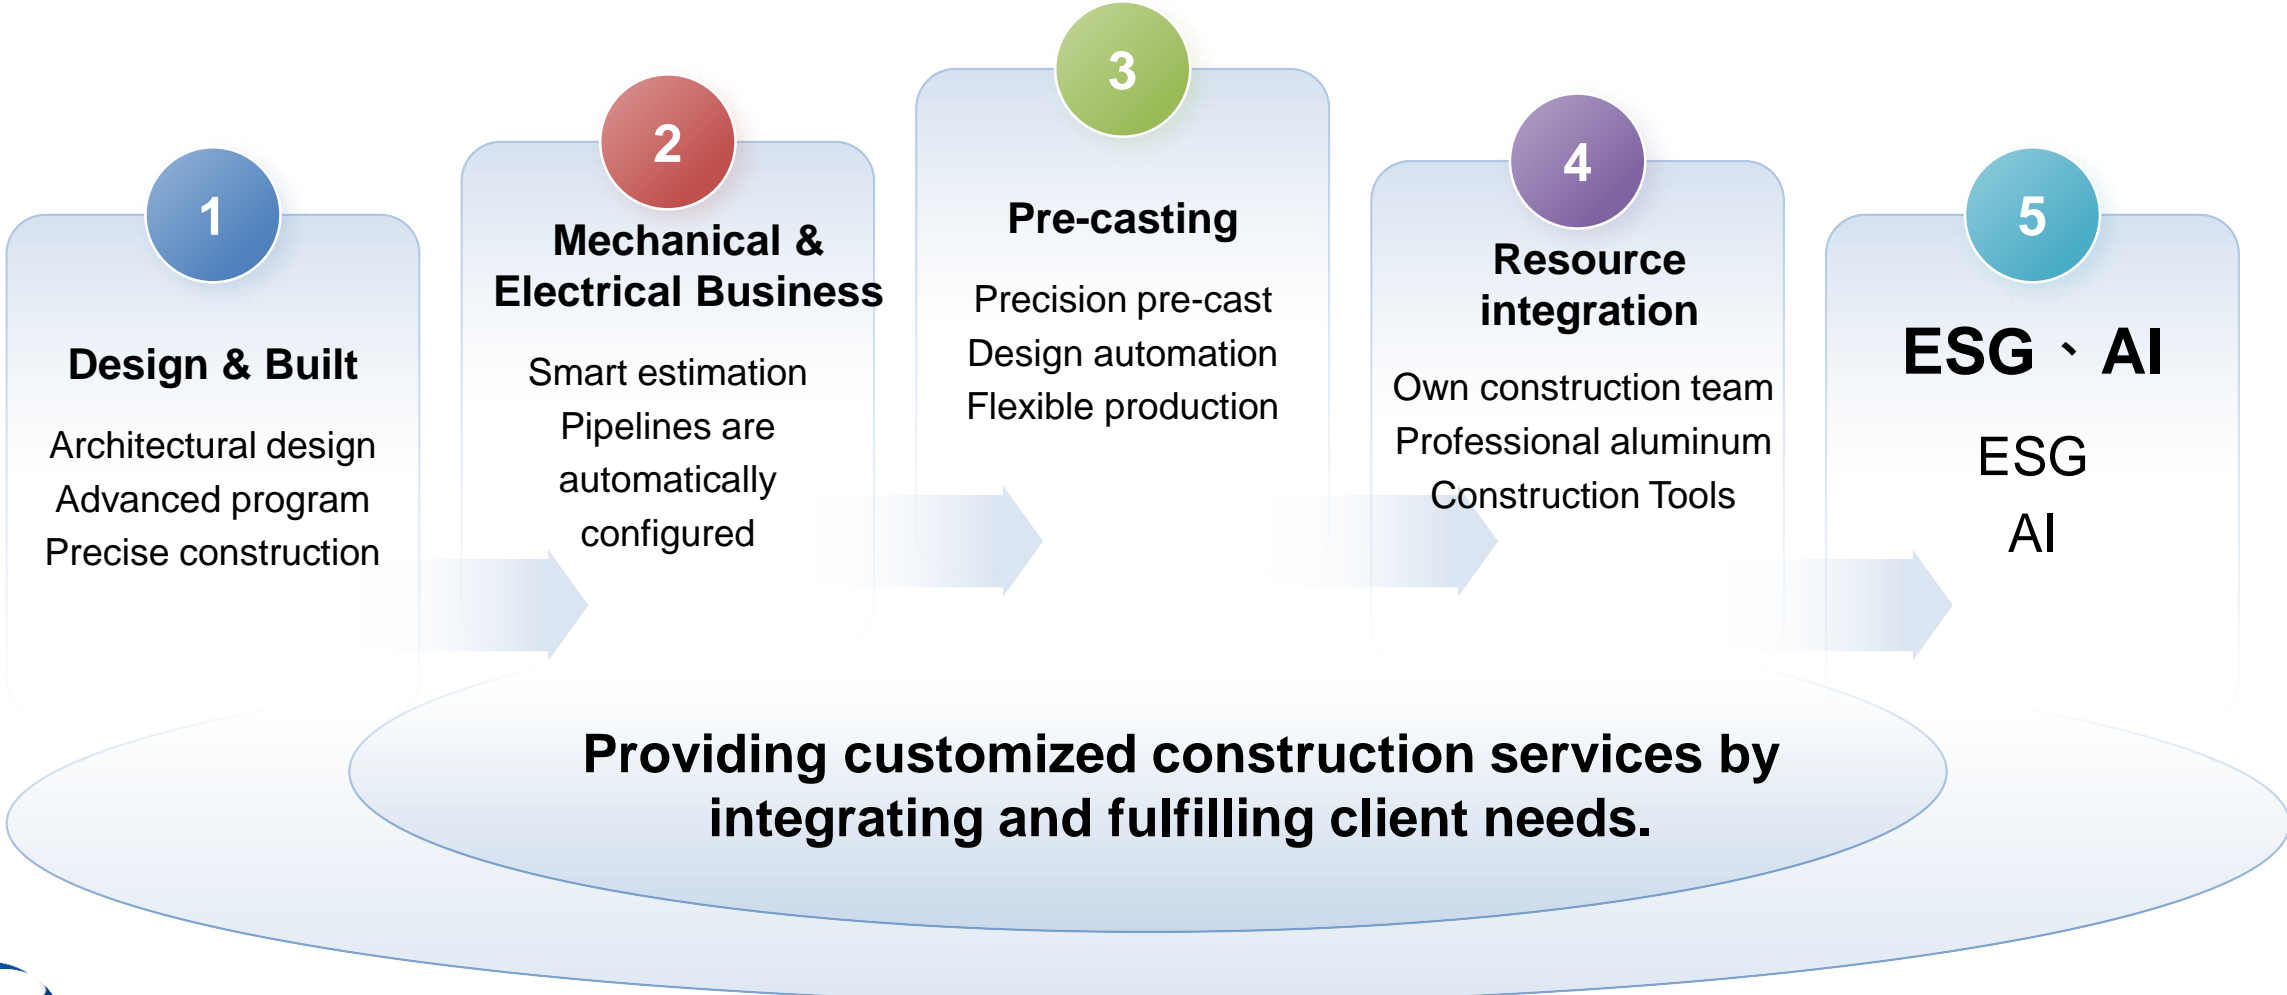 1
Design & Built
Architectural design
Advanced program
Precise construction
2
Mechanical &
Electrical Business
Smart estimation
Pipelines are
automatically
configured
3
Pre-casting
Precision pre-cast
Design automation
Flexible production
4
Resource
integration
Own construction team
Professional aluminum
Construction Tools
5
ESG、AI
ESG
AI
Providing customized construction services by
integrating and fulfilling client needs.